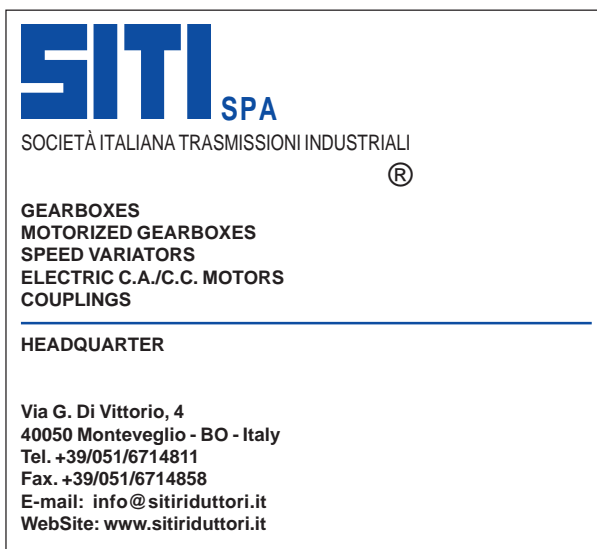 SITI SPA
SOCIETÀ ITALIANA TRASMISSIONI INDUSTRIALI
®
GEARBOXES
MOTORIZED GEARBOXES
SPEED VARIATORS
ELECTRIC C.A./C.C. MOTORS
COUPLINGS
HEADQUARTER
Via G. Di Vittorio, 4
40050 Monteveglio - BO - Italy
Tel. +39/051/6714811
Fax. +39/051/6714858
E-mail: info@sitiriduttori.it
WebSite: www.sitiriduttori.it